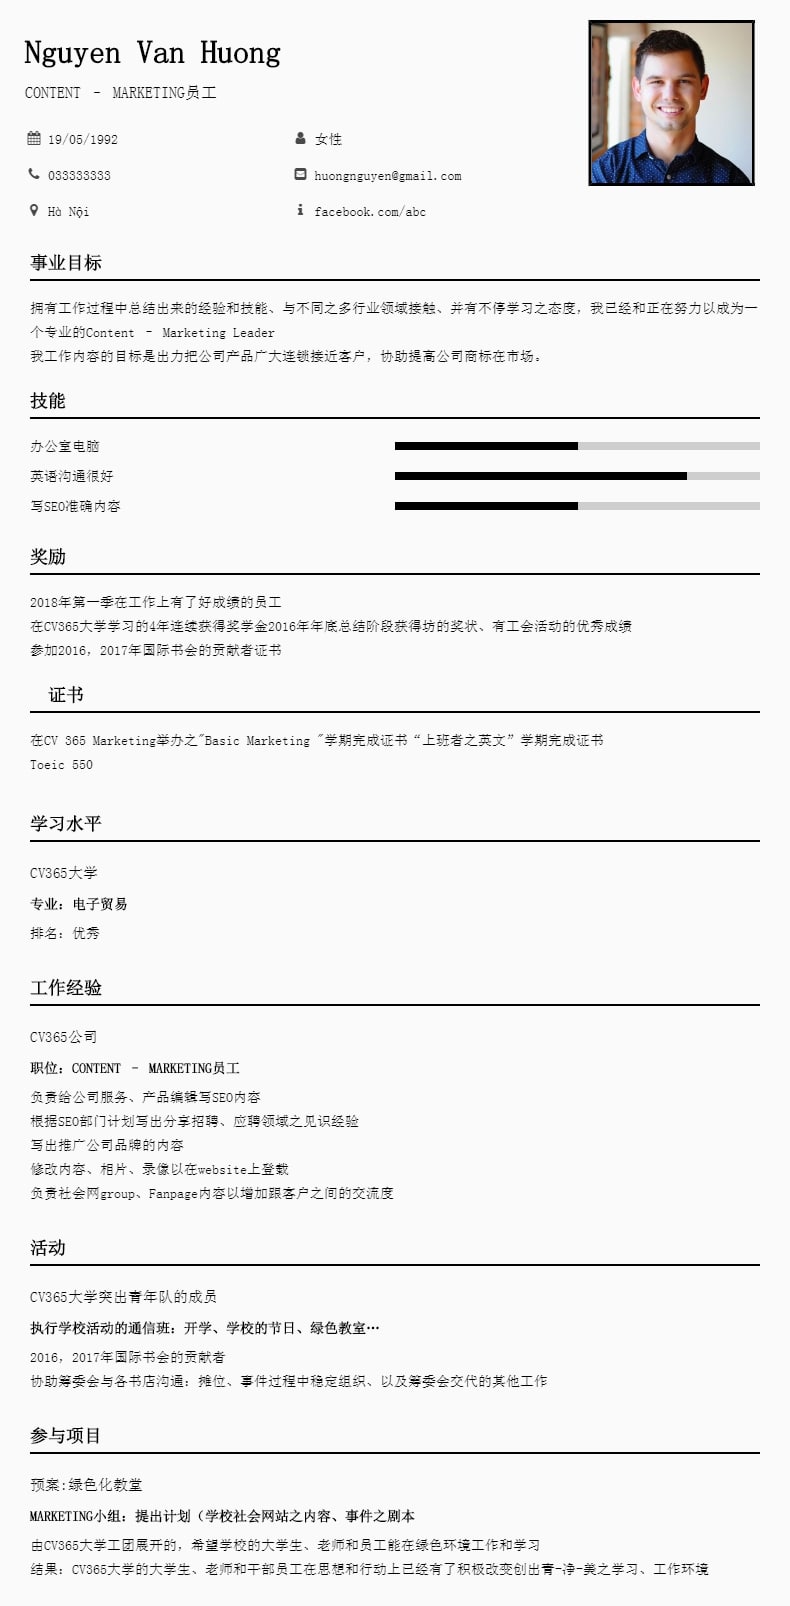 Nguyen Van Huong
CONTENT – MARKETING员工
19/05/1992
女性
033333333
huongnguyen@gmail.com
Hà Nội
facebook.com/abc
事业目标
拥有工作过程中总结出来的经验和技能、与不同之多行业领域接触、并有不停学习之态度，我已经和正在努力以成为一
个专业的Content – Marketing Leader
我工作内容的目标是出力把公司产品广大连锁接近客户，协助提高公司商标在市场。
技能
办公室电脑
英语沟通很好
写SEO准确内容
奖励
2018年第一季在工作上有了好成绩的员工
在CV365大学学习的4年连续获得奖学金2016年年底总结阶段获得坊的奖状、有工会活动的优秀成绩
参加2016，2017年国际书会的贡献者证书
证书
在CV 365 Marketing举办之"Basic Marketing "学期完成证书“上班者之英文”学期完成证书
Toeic 550
学习水平
CV365大学
专业：电子贸易
排名：优秀
工作经验
CV365公司
职位：CONTENT – MARKETING员工
负责给公司服务、产品编辑写SEO内容
根据SEO部门计划写出分享招聘、应聘领域之见识经验
写出推广公司品牌的内容
修改内容、相片、录像以在website上登载
负责社会网group、Fanpage内容以增加跟客户之间的交流度
活动
CV365大学突出青年队的成员
执行学校活动的通信班：开学、学校的节日、绿色教室…
2016，2017年国际书会的贡献者
协助筹委会与各书店沟通：摊位、事件过程中稳定组织、以及筹委会交代的其他工作
参与项目
预案:绿色化教堂
MARKETING小组：提出计划（学校社会网站之内容、事件之剧本
由CV365大学工团展开的，希望学校的大学生、老师和员工能在绿色环境工作和学习
结果：CV365大学的大学生、老师和干部员工在思想和行动上已经有了积极改变创出青-净-美之学习、工作环境